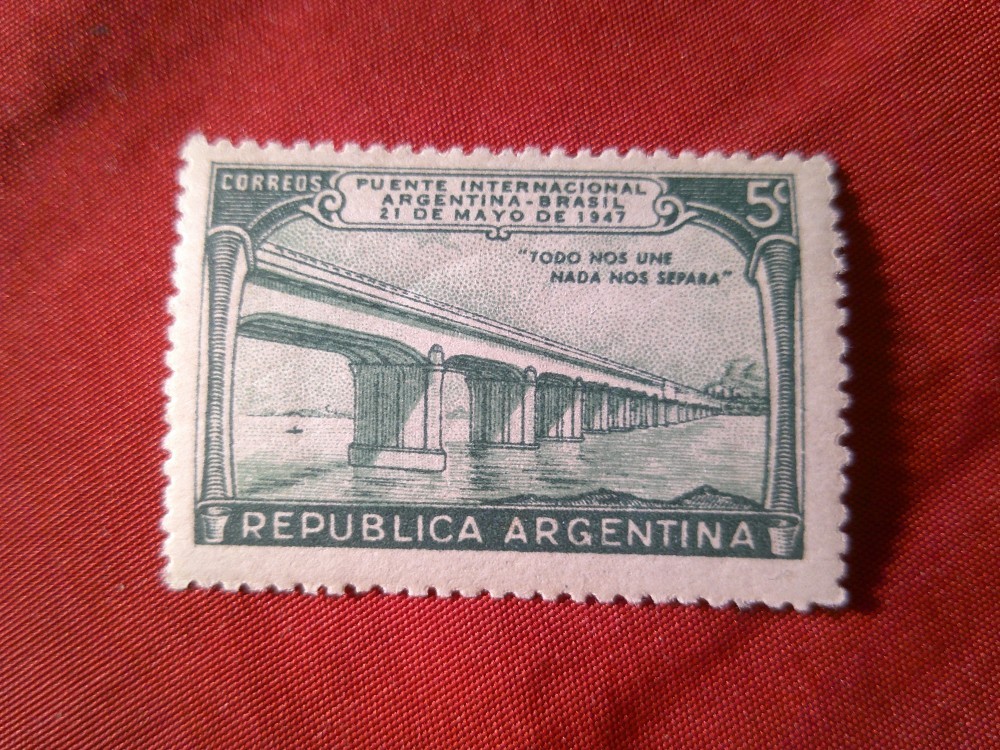 CORREOS
PUENTE INTERNACIONAL
ARGENTINA-BRASIL
21 DE MAYO DE 1947
5c
"TODO NOS UNE
NADA NOS SEPARA"
REPUBLICA ARGENTINA